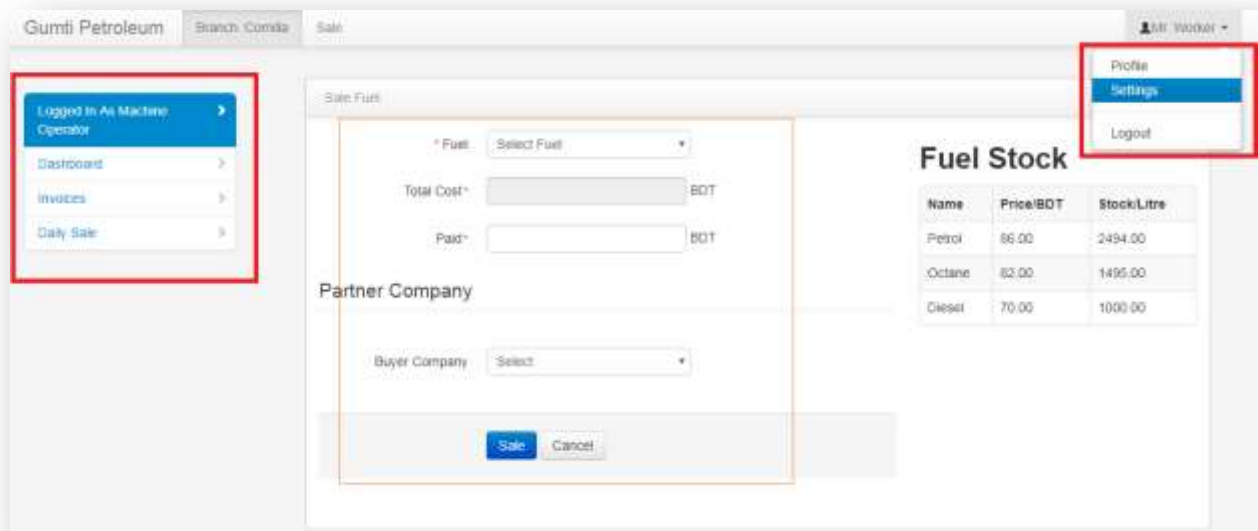 Gumti Petroleum
Branch: Comilla
Sale
Mr. Worker
Profile
Settings
Logout
Logged In As Machine
Operator
Dashboard
Invoices
Daily Sale
Sale Fuel
* Fuel
Select Fuel
Total Cost*
BDT
Paid*
BDT
Partner Company
Buyer Company
Select
Sale
Cancel
Fuel Stock
Name Price/BDT Stock/Litre
Petrol 86.00 2494.00
Octane 82.00 1495.00
Diesel 70.00 1000.00